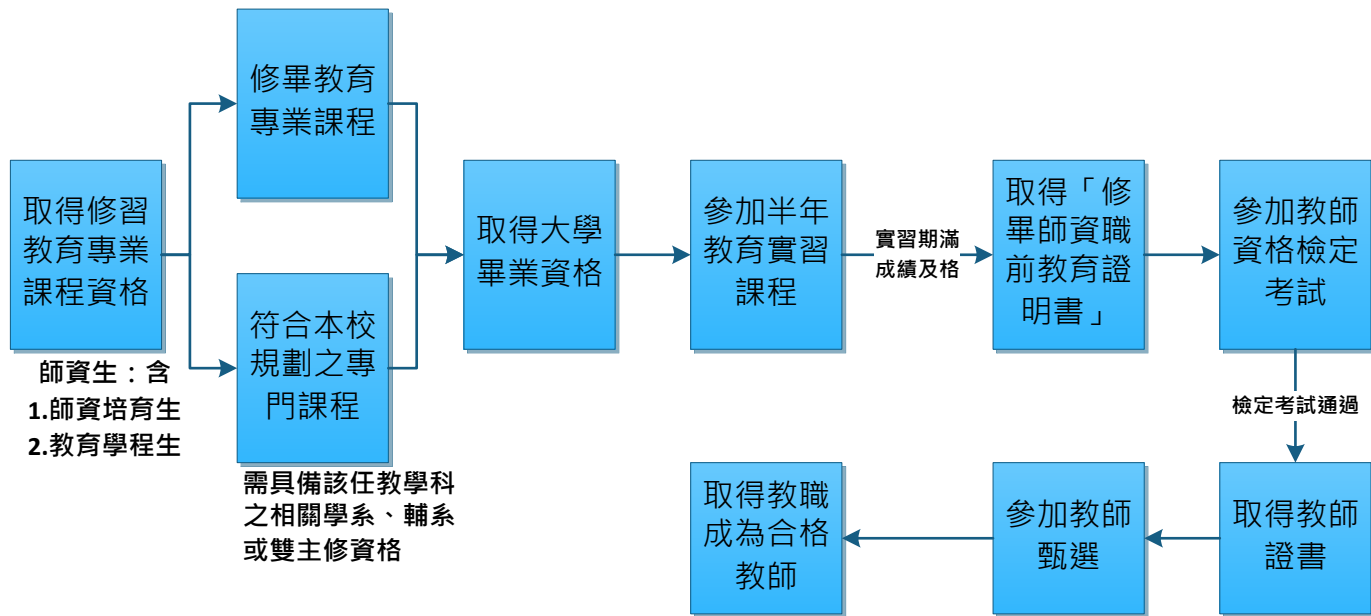 取得修習
教育專業
課程資格
師資生：含
1.師資培育生
2.教育學程生
修畢教育
專業課程
符合本校
規劃之專
門課程
需具備該任教學科
之相關學系、輔系
或雙主修資格
取得大學
畢業資格
參加半年
教育實習
課程
實習期滿
成績及格
取得「修
畢師資職
前教育證
明書」
參加教師
資格檢定
考試
檢定考試通過
取得教師
證書
參加教師
甄選
取得教職
成為合格
教師